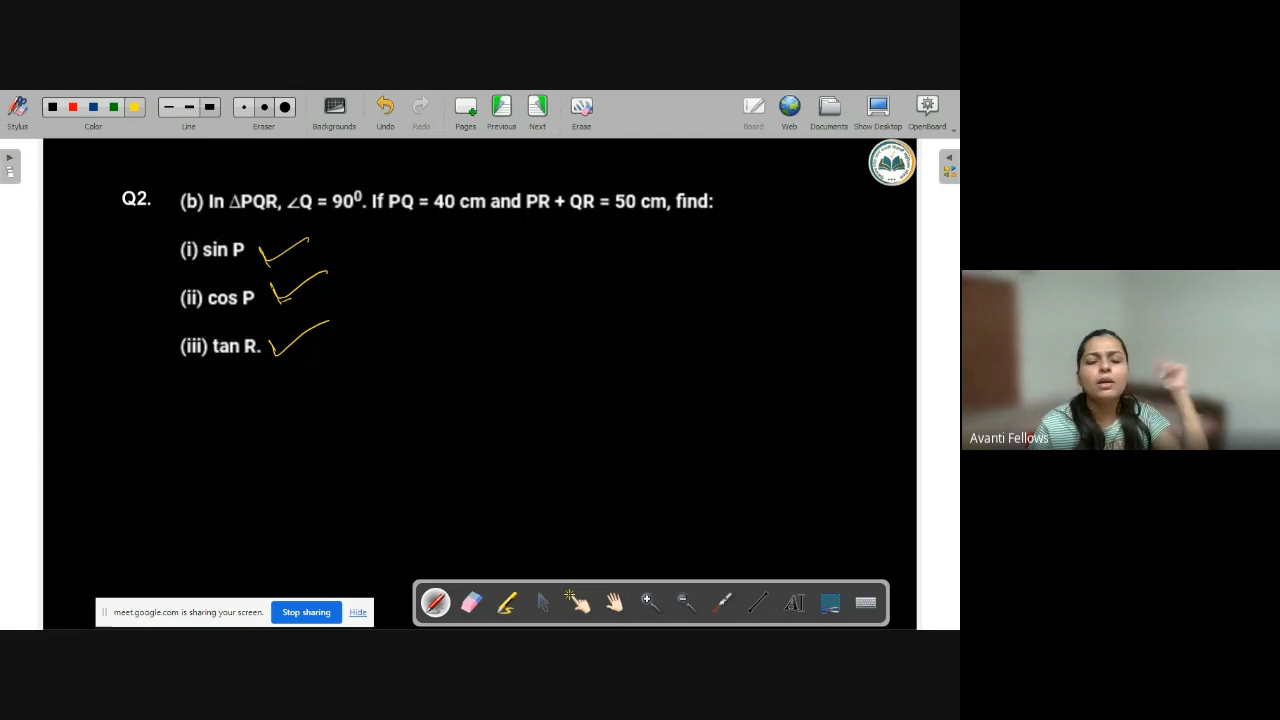 Stylus
Color
Line
Eraser
Backgrounds
Undo
Redo
Pages
Previous
Next
Erase
Board
Web
Documents
Show Desktop
OpenBoard
Q2. (b) In ΔPQR, ∠Q = 90⁰. If PQ = 40 cm and PR + QR = 50 cm, find:
(i) sin P
(ii) cos P
(iii) tan R.
Avanti Fellows
meet.google.com is sharing your screen. Stop sharing Hide